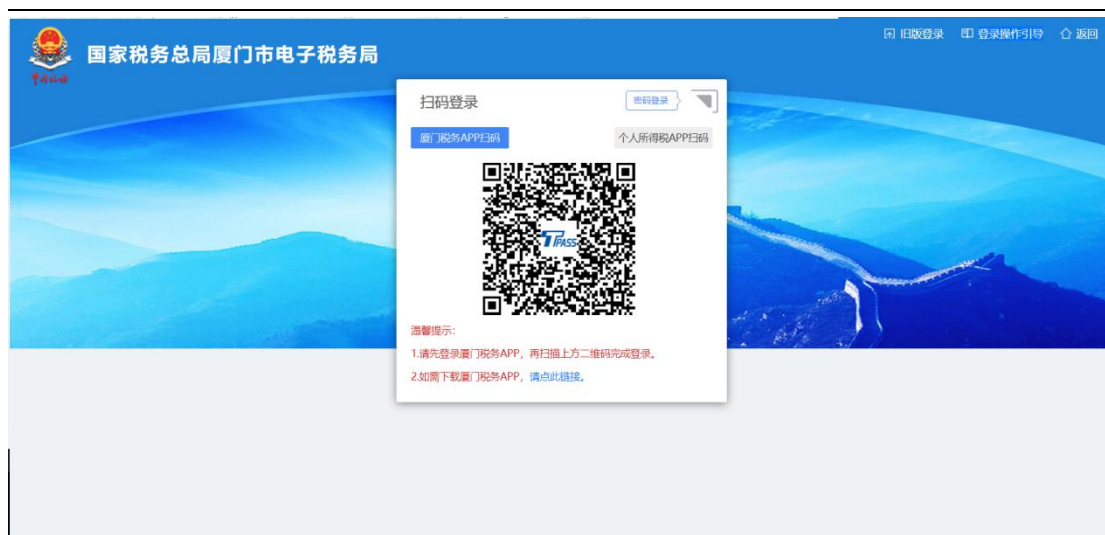 旧版登录 登录操作引导 返回
国家税务总局厦门市电子税务局
中国税务
扫码登录 密码登录
厦门税务APP扫码 个人所得税APP扫码
TPASS
温馨提示：
1.请先登录厦门税务APP，再扫描上方二维码完成登录。
2.如需下载厦门税务APP，请点此链接。